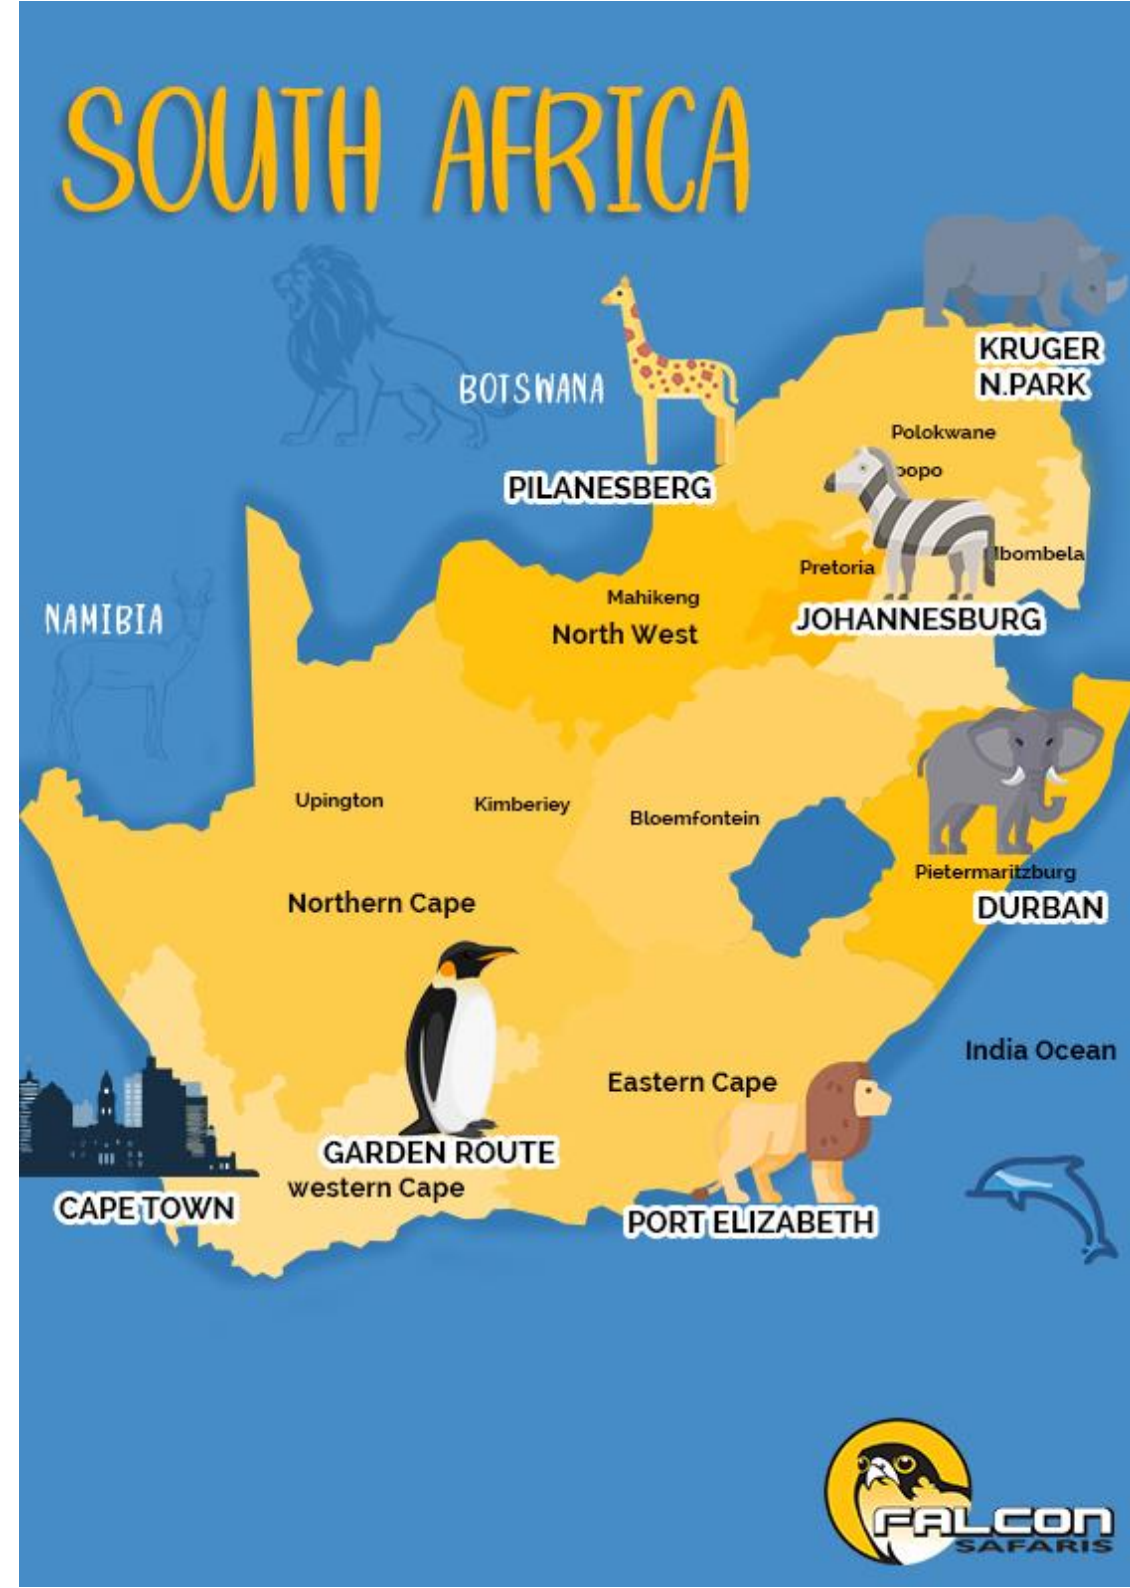 SOUTH AFRICA
KRUGER
N.PARK
BOTSWANA
Polokwane
PILANESBERG
Pretoria
Mahikeng
JOHANNESBURG
NAMIBIA
North West
Upington
Kimberiey
Bloemfontein
Pietermaritzburg
Northern Cape
DURBAN
India Ocean
Eastern Cape
GARDEN ROUTE
western Cape
CAPE TOWN
PORT ELIZABETH
FALCON
SAFARIS